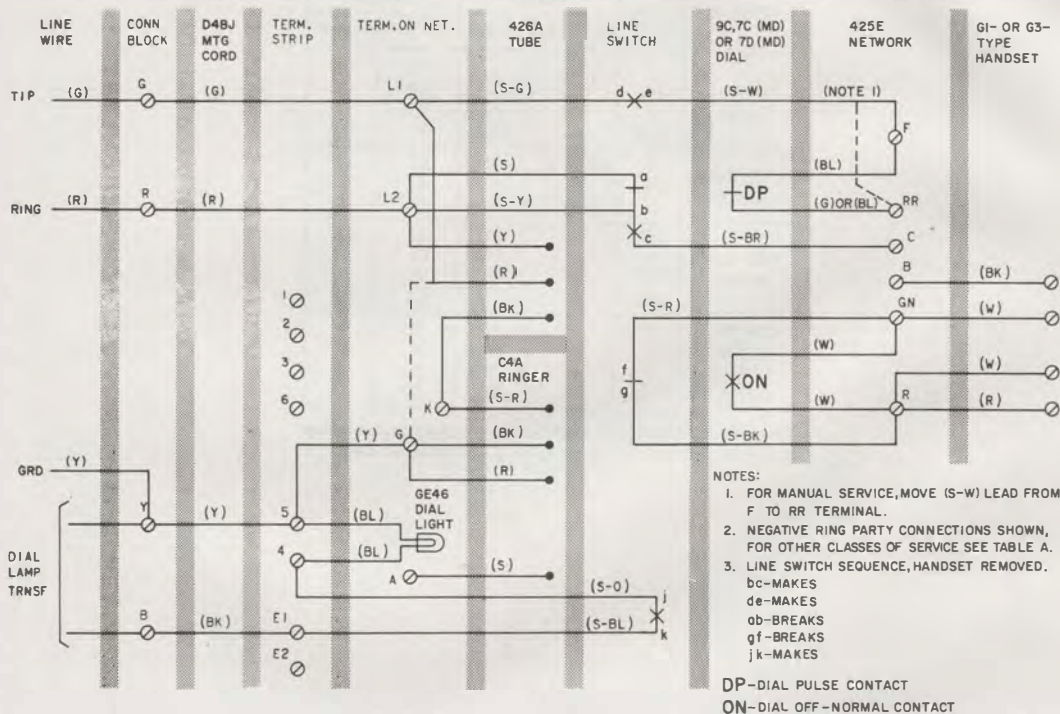 LINE WIRE
CONN BLOCK
D4BJ MTG CORD
TERM. STRIP
TERM. ON NET.
426A TUBE
LINE SWITCH
9C,7C (MD) OR 7D (MD) DIAL
425E NETWORK
G1- OR G3- TYPE HANDSET
TIP (G) G (G) L1 (S-G) d e (S-W) (NOTE 1)
F
(S) a (BL)
DP
RING (R) R (R) L2 (S-Y) b (G)OR(BL) RR
(Y) c (S-BR) C
(R) B (BK)
1 (BK) (S-R) GN (W)
2 (W)
3 C4A RINGER f ON (W)
6 K (S-R) g (W) R (R)
(Y) G (BK) (S-BK)
GRD (Y) (R)
Y (Y) 5 (BL) GE46 DIAL LIGHT
4 (BL)
DIAL LAMP TRNSF
A (S)
(S-O) j
B (BK) E1 (S-BL) k
E2
NOTES:
1. FOR MANUAL SERVICE, MOVE (S-W) LEAD FROM
F TO RR TERMINAL.
2. NEGATIVE RING PARTY CONNECTIONS SHOWN,
FOR OTHER CLASSES OF SERVICE SEE TABLE A.
3. LINE SWITCH SEQUENCE, HANDSET REMOVED.
bc-MAKES
de-MAKES
ab-BREAKS
gf-BREAKS
jk-MAKES
DP-DIAL PULSE CONTACT
ON-DIAL OFF-NORMAL CONTACT